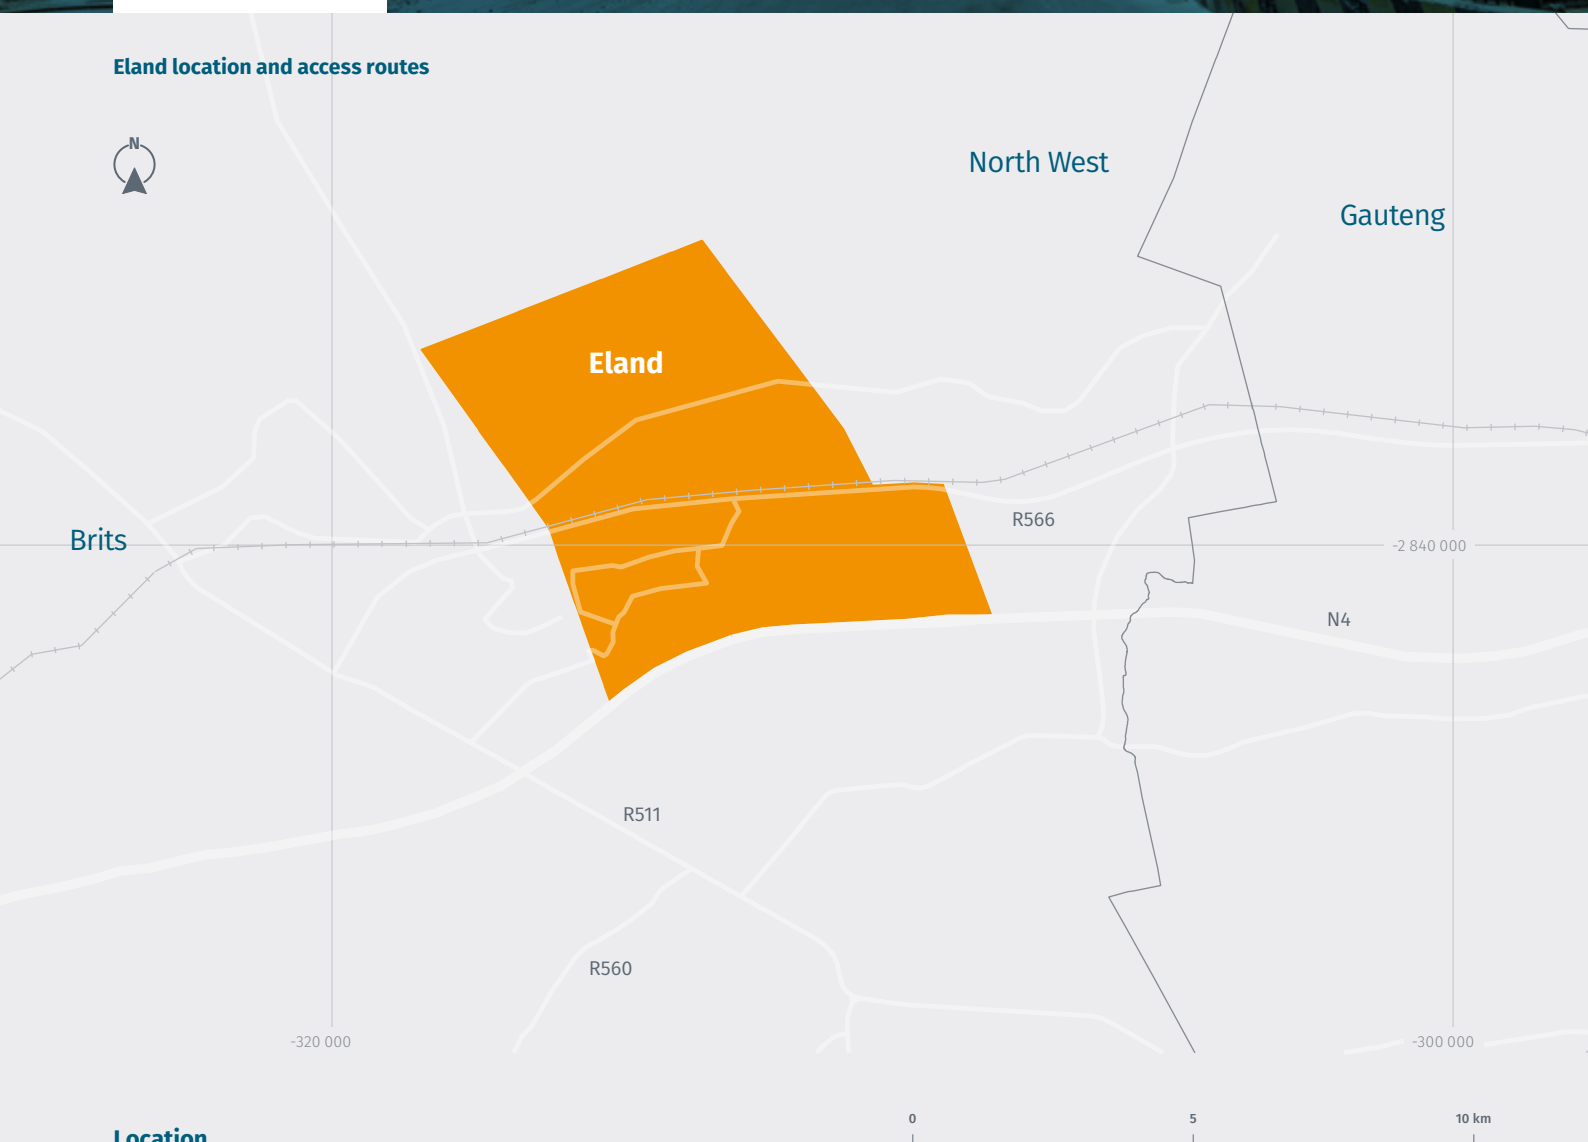 Eland location and access routes
N
North West
Gauteng
Eland
R566
Brits
-2 840 000
N4
R511
R560
-320 000
-300 000
0 5 10 km
Location